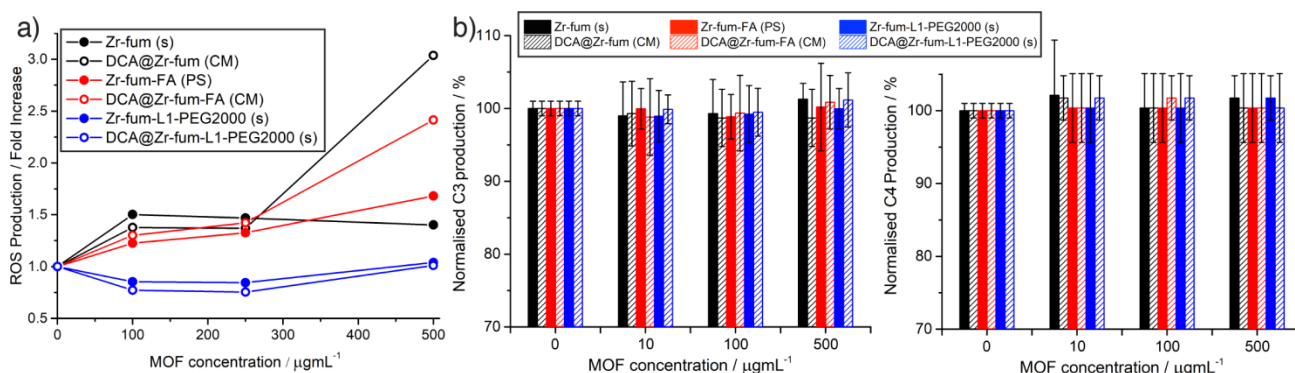 a)
Zr-fum (s)
DCA@Zr-fum (CM)
Zr-fum-FA (PS)
DCA@Zr-fum-FA (CM)
Zr-fum-L1-PEG2000 (s)
DCA@Zr-fum-L1-PEG2000 (s)
ROS Production / Fold Increase
3.0
2.5
2.0
1.5
1.0
0.5
0 100 200 300 400 500
MOF concentration / µgmL-1
b)
Zr-fum (s) Zr-fum-FA (PS) Zr-fum-L1-PEG2000 (s)
DCA@Zr-fum (CM) DCA@Zr-fum-FA (CM) DCA@Zr-fum-L1-PEG2000 (s)
Normalised C3 production / %
110
100
90
80
70
0 10 100 500
MOF concentration / µgmL-1
Normalised C4 Production / %
100
90
80
70
0 10 100 500
MOF concentration / µgmL-1